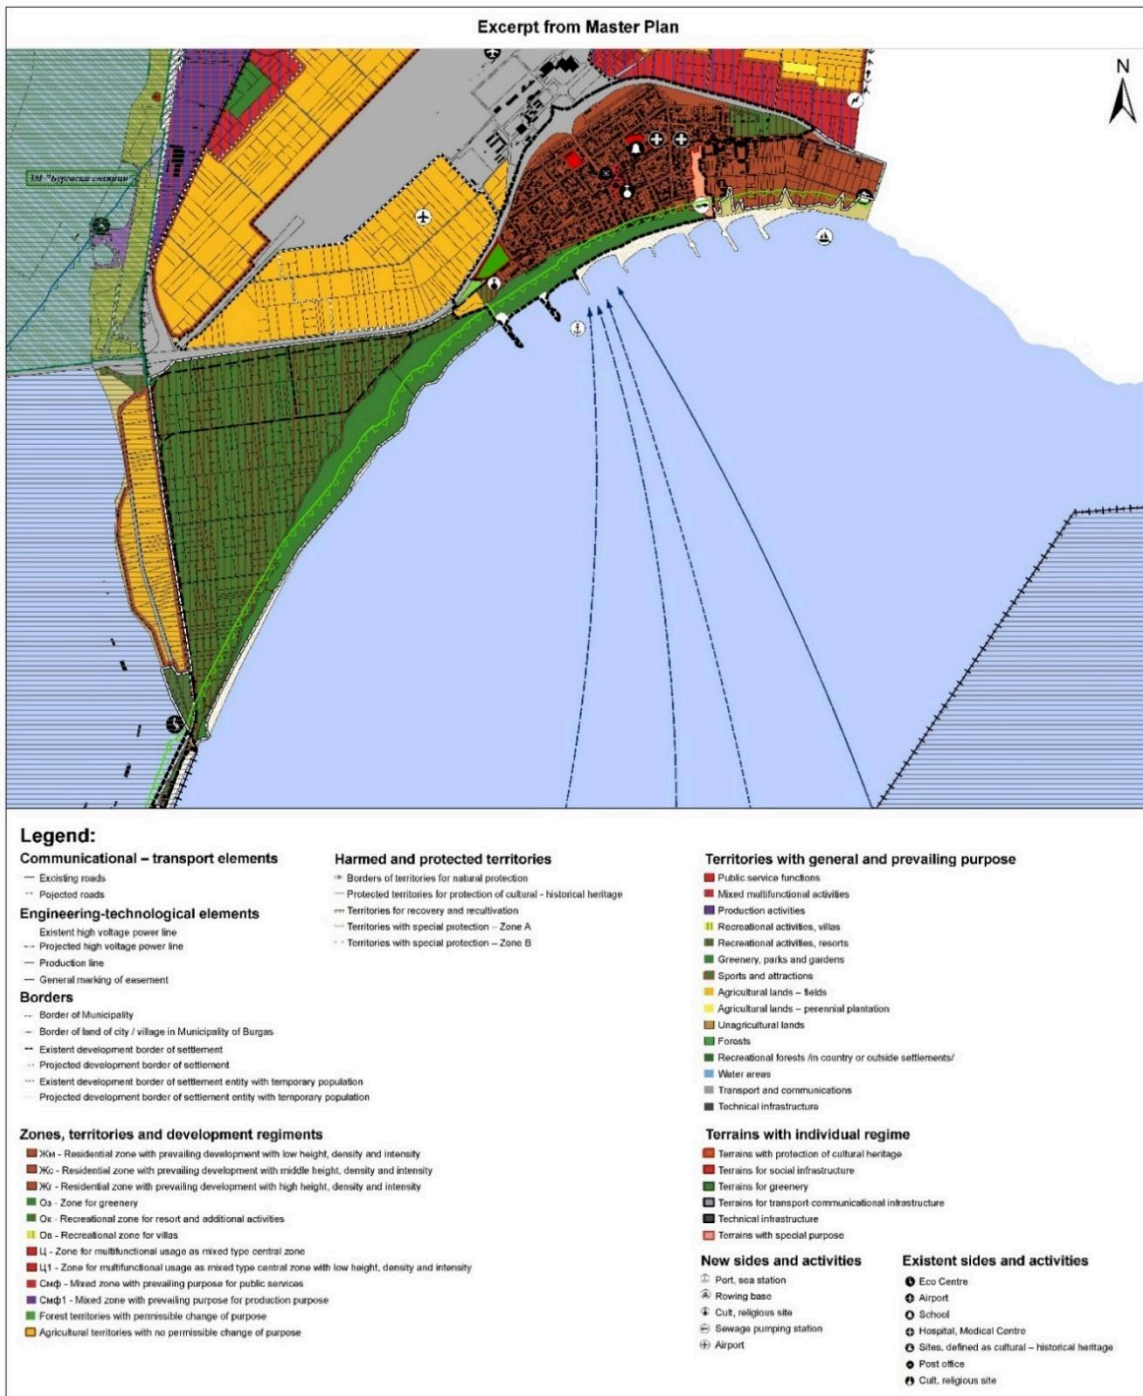 Excerpt from Master Plan
N
Legend:
Communicational – transport elements
Excisting roads
Pojected roads
Engineering-technological elements
Existent high voltage power line
Projected high voltage power line
Production line
General marking of easement
Borders
Border of Municipality
Border of land of city / village in Municipality of Burgas
Existent development border of settlement
Projected development border of settlement
Existent development border of settlement entity with temporary population
Projected development border of settlement entity with temporary population
Harmed and protected territories
Borders of territories for natural protection
Protected territories for protection of cultural - historical heritage
Territories for recovery and recultivation
Territories with special protection – Zone A
Territories with special protection – Zone B
Territories with general and prevailing purpose
Public service functions
Mixed multifunctional activities
Production activities
Recreational activities, villas
Recreational activities, resorts
Greenery, parks and gardens
Sports and attractions
Agricultural lands – fields
Agricultural lands – perennial plantation
Unagricultural lands
Forests
Recreational forests /in country or outside settlements/
Water areas
Transport and communications
Technical infrastructure
Zones, territories and development regiments
Жм - Residential zone with prevailing development with low height, density and intensity
Жс - Residential zone with prevailing development with middle height, density and intensity
Жг - Residential zone with prevailing development with high height, density and intensity
Оз - Zone for greenery
Ок - Recreational zone for resort and additional activities
Ов - Recreational zone for villas
Ц - Zone for multifunctional usage as mixed type central zone
Ц1 - Zone for multifunctional usage as mixed type central zone with low height, density and intensity
Смф - Mixed zone with prevailing purpose for public services
Смф1 - Mixed zone with prevailing purpose for production purpose
Forest territories with permissible change of purpose
Agricultural territories with no permissible change of purpose
Terrains with individual regime
Terrains with protection of cultural heritage
Terrains for social infrastructure
Terrains for greenery
Terrains for transport-communicational infrastructure
Technical infrastructure
Terrains with special purpose
New sides and activities
Port, sea station
Rowing base
Cult, religious site
Sewage pumping station
Airport
Existent sides and activities
Eco Centre
Airport
School
Hospital, Medical Centre
Sites, defined as cultural – historical heritage
Post office
Cult, religious site